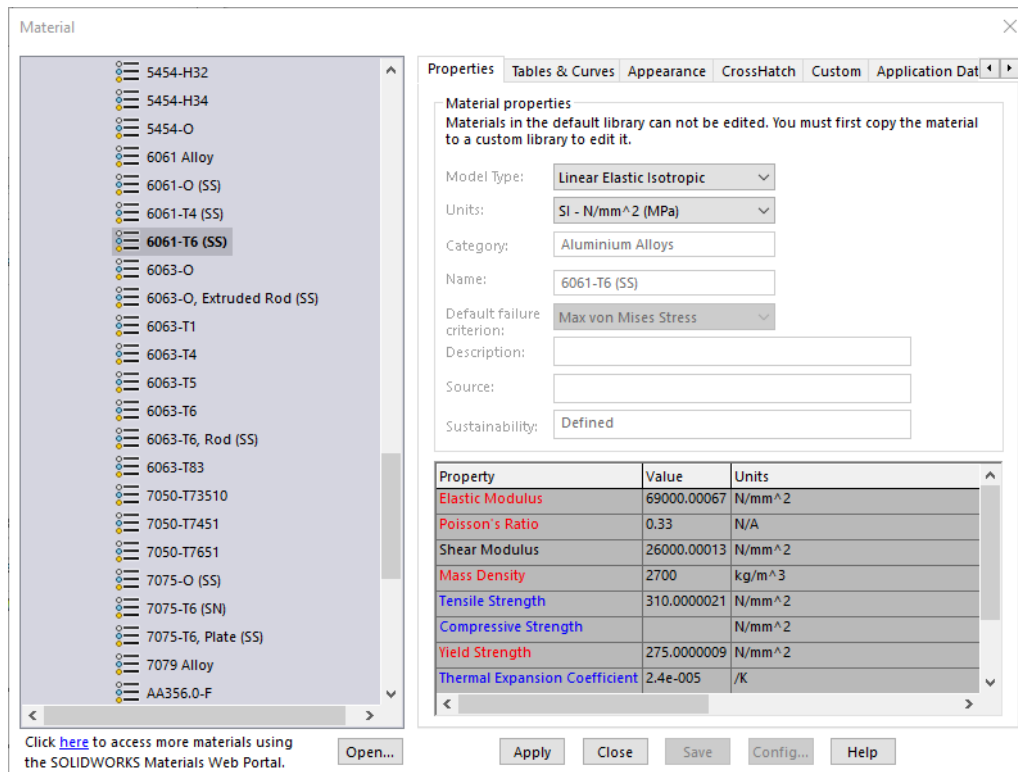 Material
5454-H32
5454-H34
5454-O
6061 Alloy
6061-O (SS)
6061-T4 (SS)
6061-T6 (SS)
6063-O
6063-O, Extruded Rod (SS)
6063-T1
6063-T4
6063-T5
6063-T6
6063-T6, Rod (SS)
6063-T83
7050-T73510
7050-T7451
7050-T7651
7075-O (SS)
7075-T6 (SN)
7075-T6, Plate (SS)
7079 Alloy
AA356.0-F
Click here to access more materials using
the SOLIDWORKS Materials Web Portal.
Open...
Properties Tables & Curves Appearance CrossHatch Custom Application Dat
Material properties
Materials in the default library can not be edited. You must first copy the material
to a custom library to edit it.
Model Type: Linear Elastic Isotropic
Units: SI - N/mm^2 (MPa)
Category: Aluminium Alloys
Name: 6061-T6 (SS)
Default failure
criterion: Max von Mises Stress
Description:
Source:
Sustainability: Defined
Property Value Units
Elastic Modulus 69000.00067 N/mm^2
Poisson's Ratio 0.33 N/A
Shear Modulus 26000.00013 N/mm^2
Mass Density 2700 kg/m^3
Tensile Strength 310.0000021 N/mm^2
Compressive Strength N/mm^2
Yield Strength 275.0000009 N/mm^2
Thermal Expansion Coefficient 2.4e-005 /K
Apply Close Save Config... Help